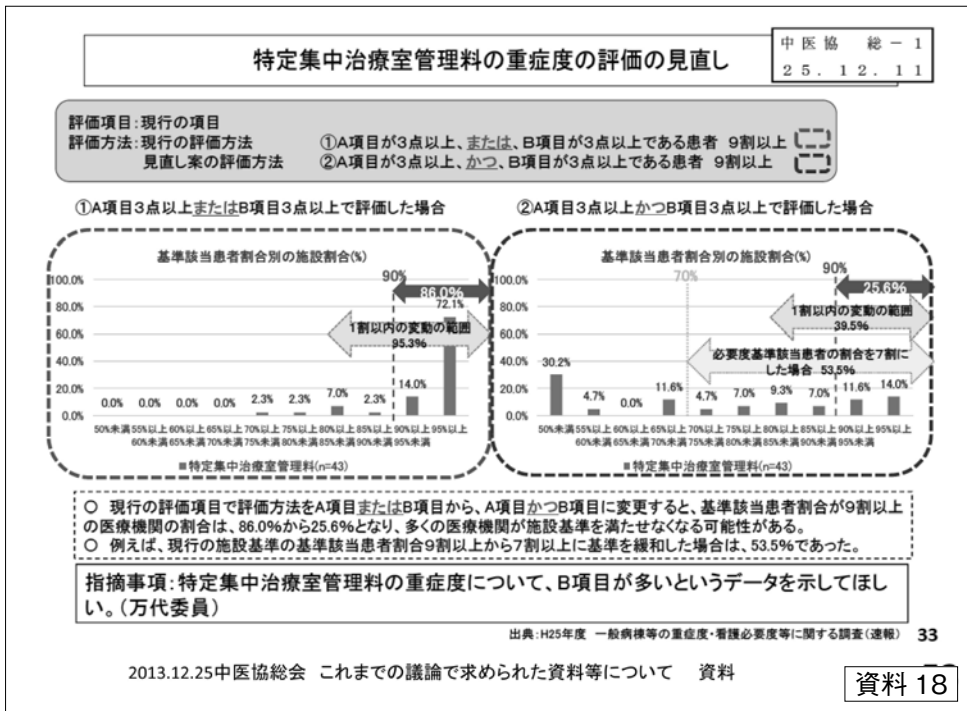 特定集中治療室管理料の重症度の評価の見直し
中医協 総－1
25．12．11
評価項目：現行の項目
評価方法：現行の評価方法 ①A項目が3点以上、または、B項目が3点以上である患者 9割以上
見直し案の評価方法 ②A項目が3点以上、かつ、B項目が3点以上である患者 9割以上
①A項目3点以上またはB項目3点以上で評価した場合
基準該当患者割合別の施設割合(%)
90%
100.0%
80.0%
60.0%
40.0%
20.0%
0.0%
86.0%
72.1%
1割以内の変動の範囲
95.3%
0.0% 0.0% 0.0% 0.0% 2.3% 2.3% 7.0% 2.3% 14.0%
50%未満 55%以上 60%以上 65%以上 70%以上 75%以上 80%以上 85%以上 90%以上 95%以上
60%未満 65%未満 70%未満 75%未満 80%未満 85%未満 90%未満 95%未満
■特定集中治療室管理料(n=43)
②A項目3点以上かつB項目3点以上で評価した場合
基準該当患者割合別の施設割合(%)
70%
90%
100.0%
80.0%
60.0%
40.0%
20.0%
0.0%
25.6%
1割以内の変動の範囲
39.5%
必要度基準該当患者の割合を7割に
した場合 53.5%
30.2% 4.7% 0.0% 11.6% 4.7% 7.0% 9.3% 7.0% 11.6% 14.0%
50%未満 55%以上 60%以上 65%以上 70%以上 75%以上 80%以上 85%以上 90%以上 95%以上
60%未満 65%未満 70%未満 75%未満 80%未満 85%未満 90%未満 95%未満
■特定集中治療室管理料(n=43)
○ 現行の評価項目で評価方法をA項目またはB項目から、A項目かつB項目に変更すると、基準該当患者割合が9割以上
の医療機関の割合は、86.0%から25.6%となり、多くの医療機関が施設基準を満たせなくなる可能性がある。
○ 例えば、現行の施設基準の基準該当患者割合9割以上から7割以上に基準を緩和した場合は、53.5%であった。
指摘事項：特定集中治療室管理料の重症度について、B項目が多いというデータを示してほし
い。（万代委員）
出典：H25年度 一般病棟等の重症度・看護必要度等に関する調査（速報） 33
2013.12.25中医協総会 これまでの議論で求められた資料等について 資料
資料 18